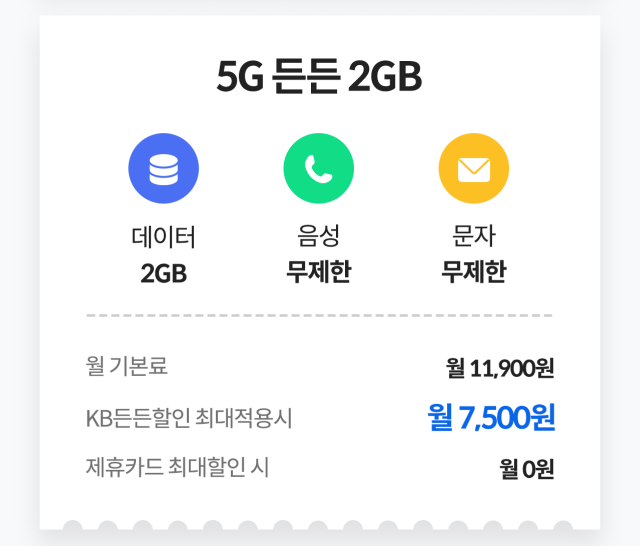 5G 든든 2GB
데이터 음성 문자
2GB 무제한 무제한
월 기본료 월 11,900원
KB든든할인 최대적용시 월 7,500원
제휴카드 최대할인 시 월 0원